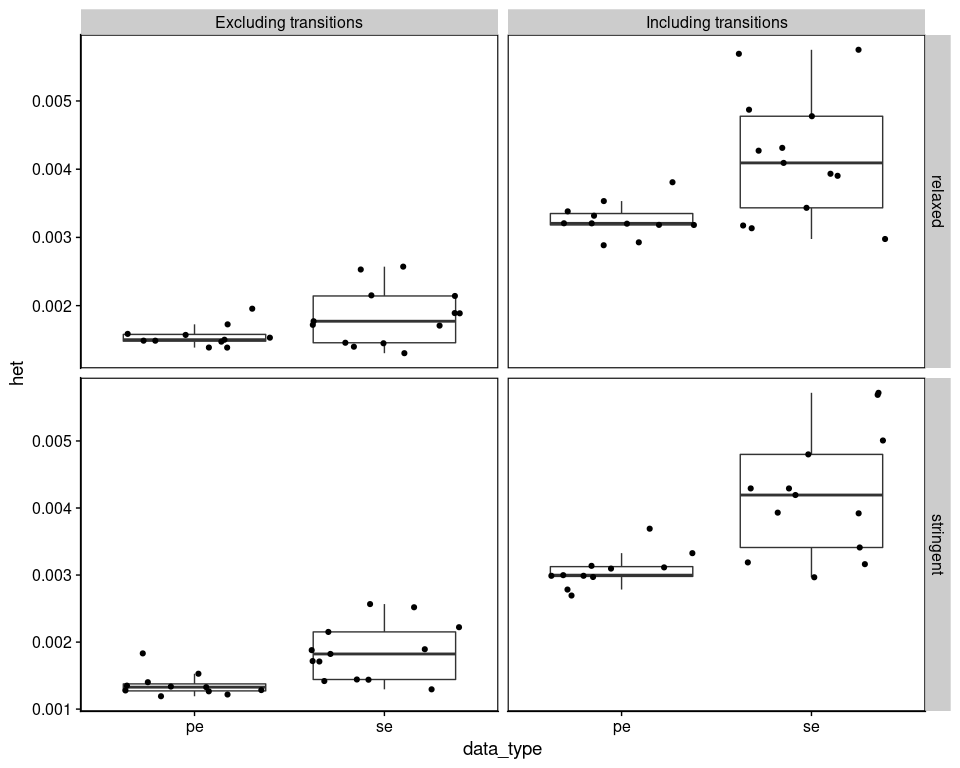 Excluding transitions
Including transitions
0.005
0.004
0.003
0.002
relaxed
het
0.005
0.004
0.003
0.002
0.001
stringent
pe
se
pe
se
data_type